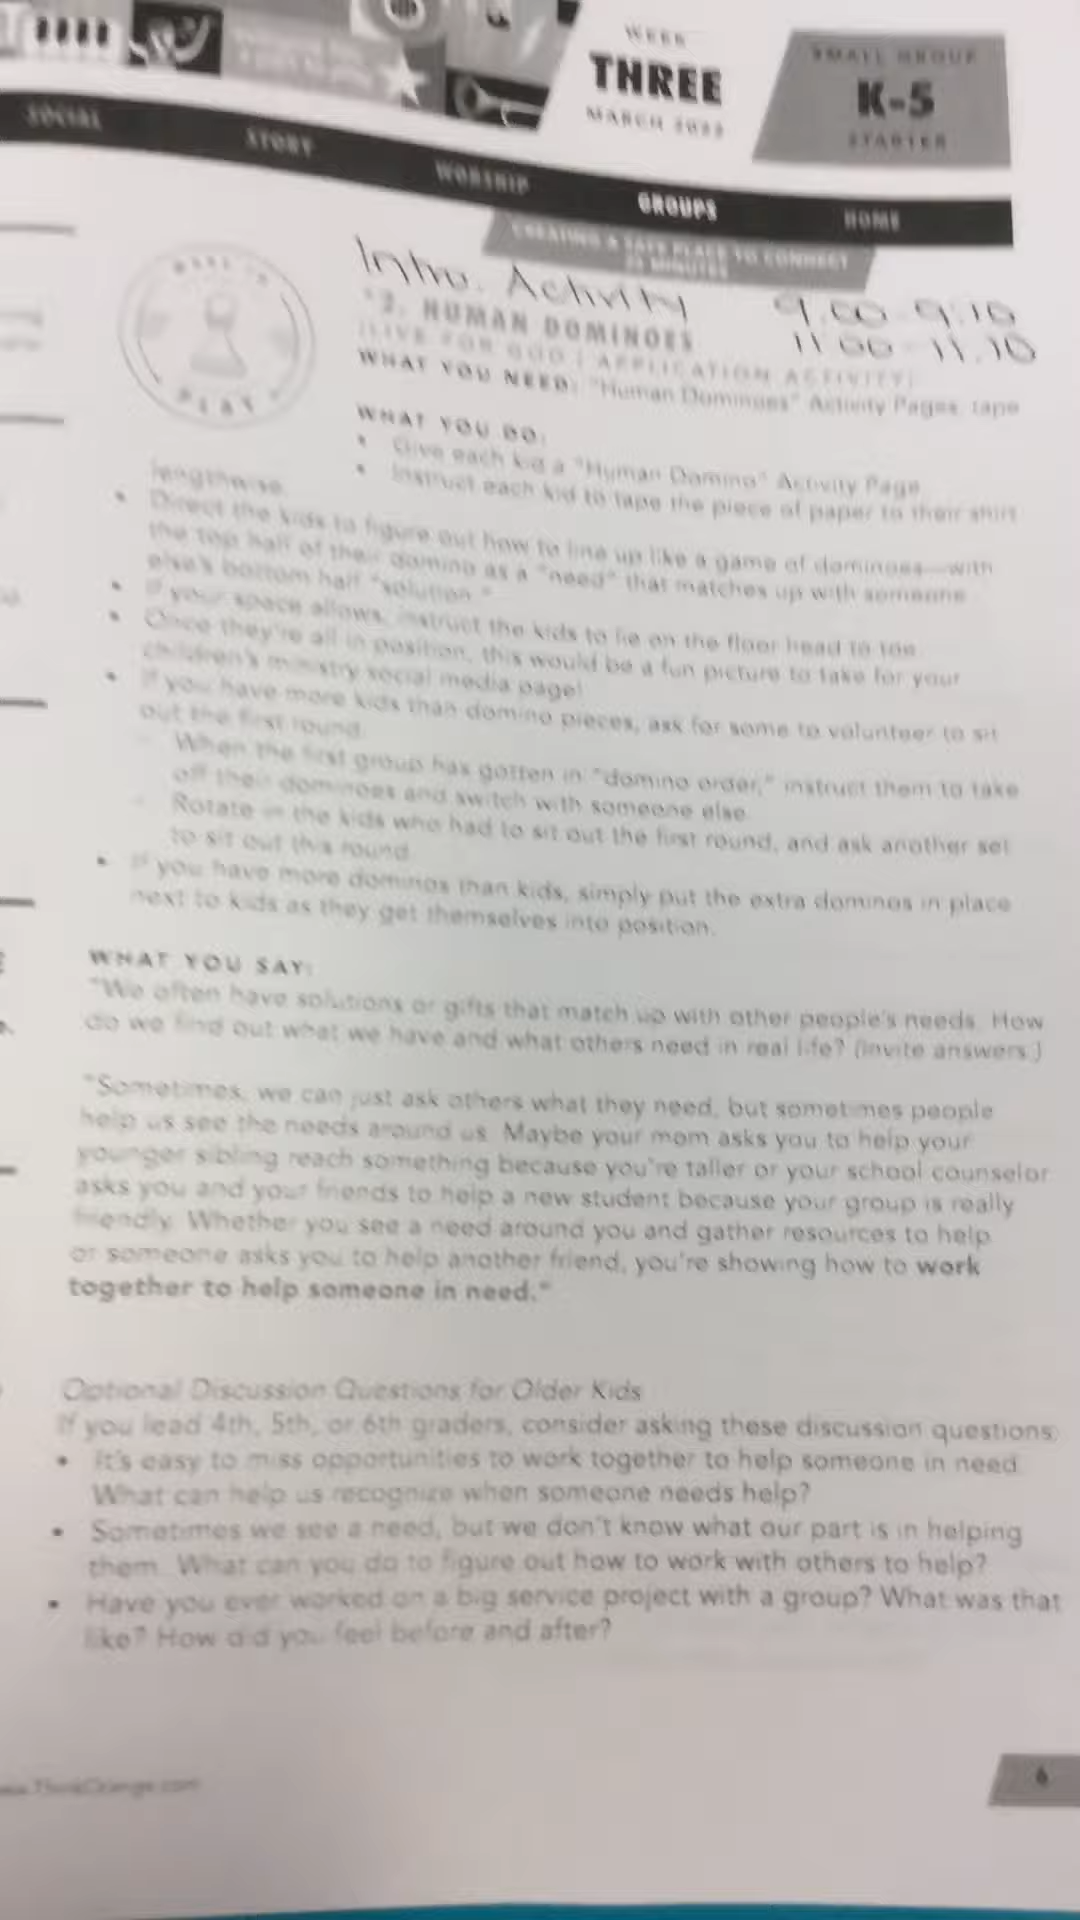 WEEK
THREE
MARCH 2022
SMALL GROUP
K-5
STARTER
SOCIAL
STORY
WORSHIP
GROUPS
HOME
CREATING A SAFE PLACE TO CONNECT
25 MINUTES
MADE TO
PLAY
Intro. Activity
9.00 - 9:10
11 00 - 11.10
*2. HUMAN DOMINOES
[LIVE FOR GOD | APPLICATION ACTIVITY]
WHAT YOU NEED: "Human Dominoes" Activity Pages, tape
WHAT YOU DO:
• Give each kid a "Human Domino" Activity Page.
• Instruct each kid to tape the piece of paper to their shirt
lengthwise.
• Direct the kids to figure out how to line up like a game of dominoes—with
the top half of their domino as a "need" that matches up with someone
else's bottom half "solution."
• If your space allows, instruct the kids to lie on the floor head to toe.
• Once they're all in position, this would be a fun picture to take for your
children's ministry social media page!
• If you have more kids than domino pieces, ask for some to volunteer to sit
out the first round.
- When the first group has gotten in "domino order," instruct them to take
off their dominoes and switch with someone else.
- Rotate in the kids who had to sit out the first round, and ask another set
to sit out this round.
• If you have more dominos than kids, simply put the extra dominos in place
next to kids as they get themselves into position.
WHAT YOU SAY:
"We often have solutions or gifts that match up with other people's needs. How
do we find out what we have and what others need in real life? (Invite answers.)
"Sometimes, we can just ask others what they need, but sometimes people
help us see the needs around us. Maybe your mom asks you to help your
younger sibling reach something because you're taller or your school counselor
asks you and your friends to help a new student because your group is really
friendly. Whether you see a need around you and gather resources to help
or someone asks you to help another friend, you're showing how to work
together to help someone in need."
Optional Discussion Questions for Older Kids
If you lead 4th, 5th, or 6th graders, consider asking these discussion questions:
• It's easy to miss opportunities to work together to help someone in need.
What can help us recognize when someone needs help?
• Sometimes we see a need, but we don't know what our part is in helping
them. What can you do to figure out how to work with others to help?
• Have you ever worked on a big service project with a group? What was that
like? How did you feel before and after?
www.ThinkOrange.com
6